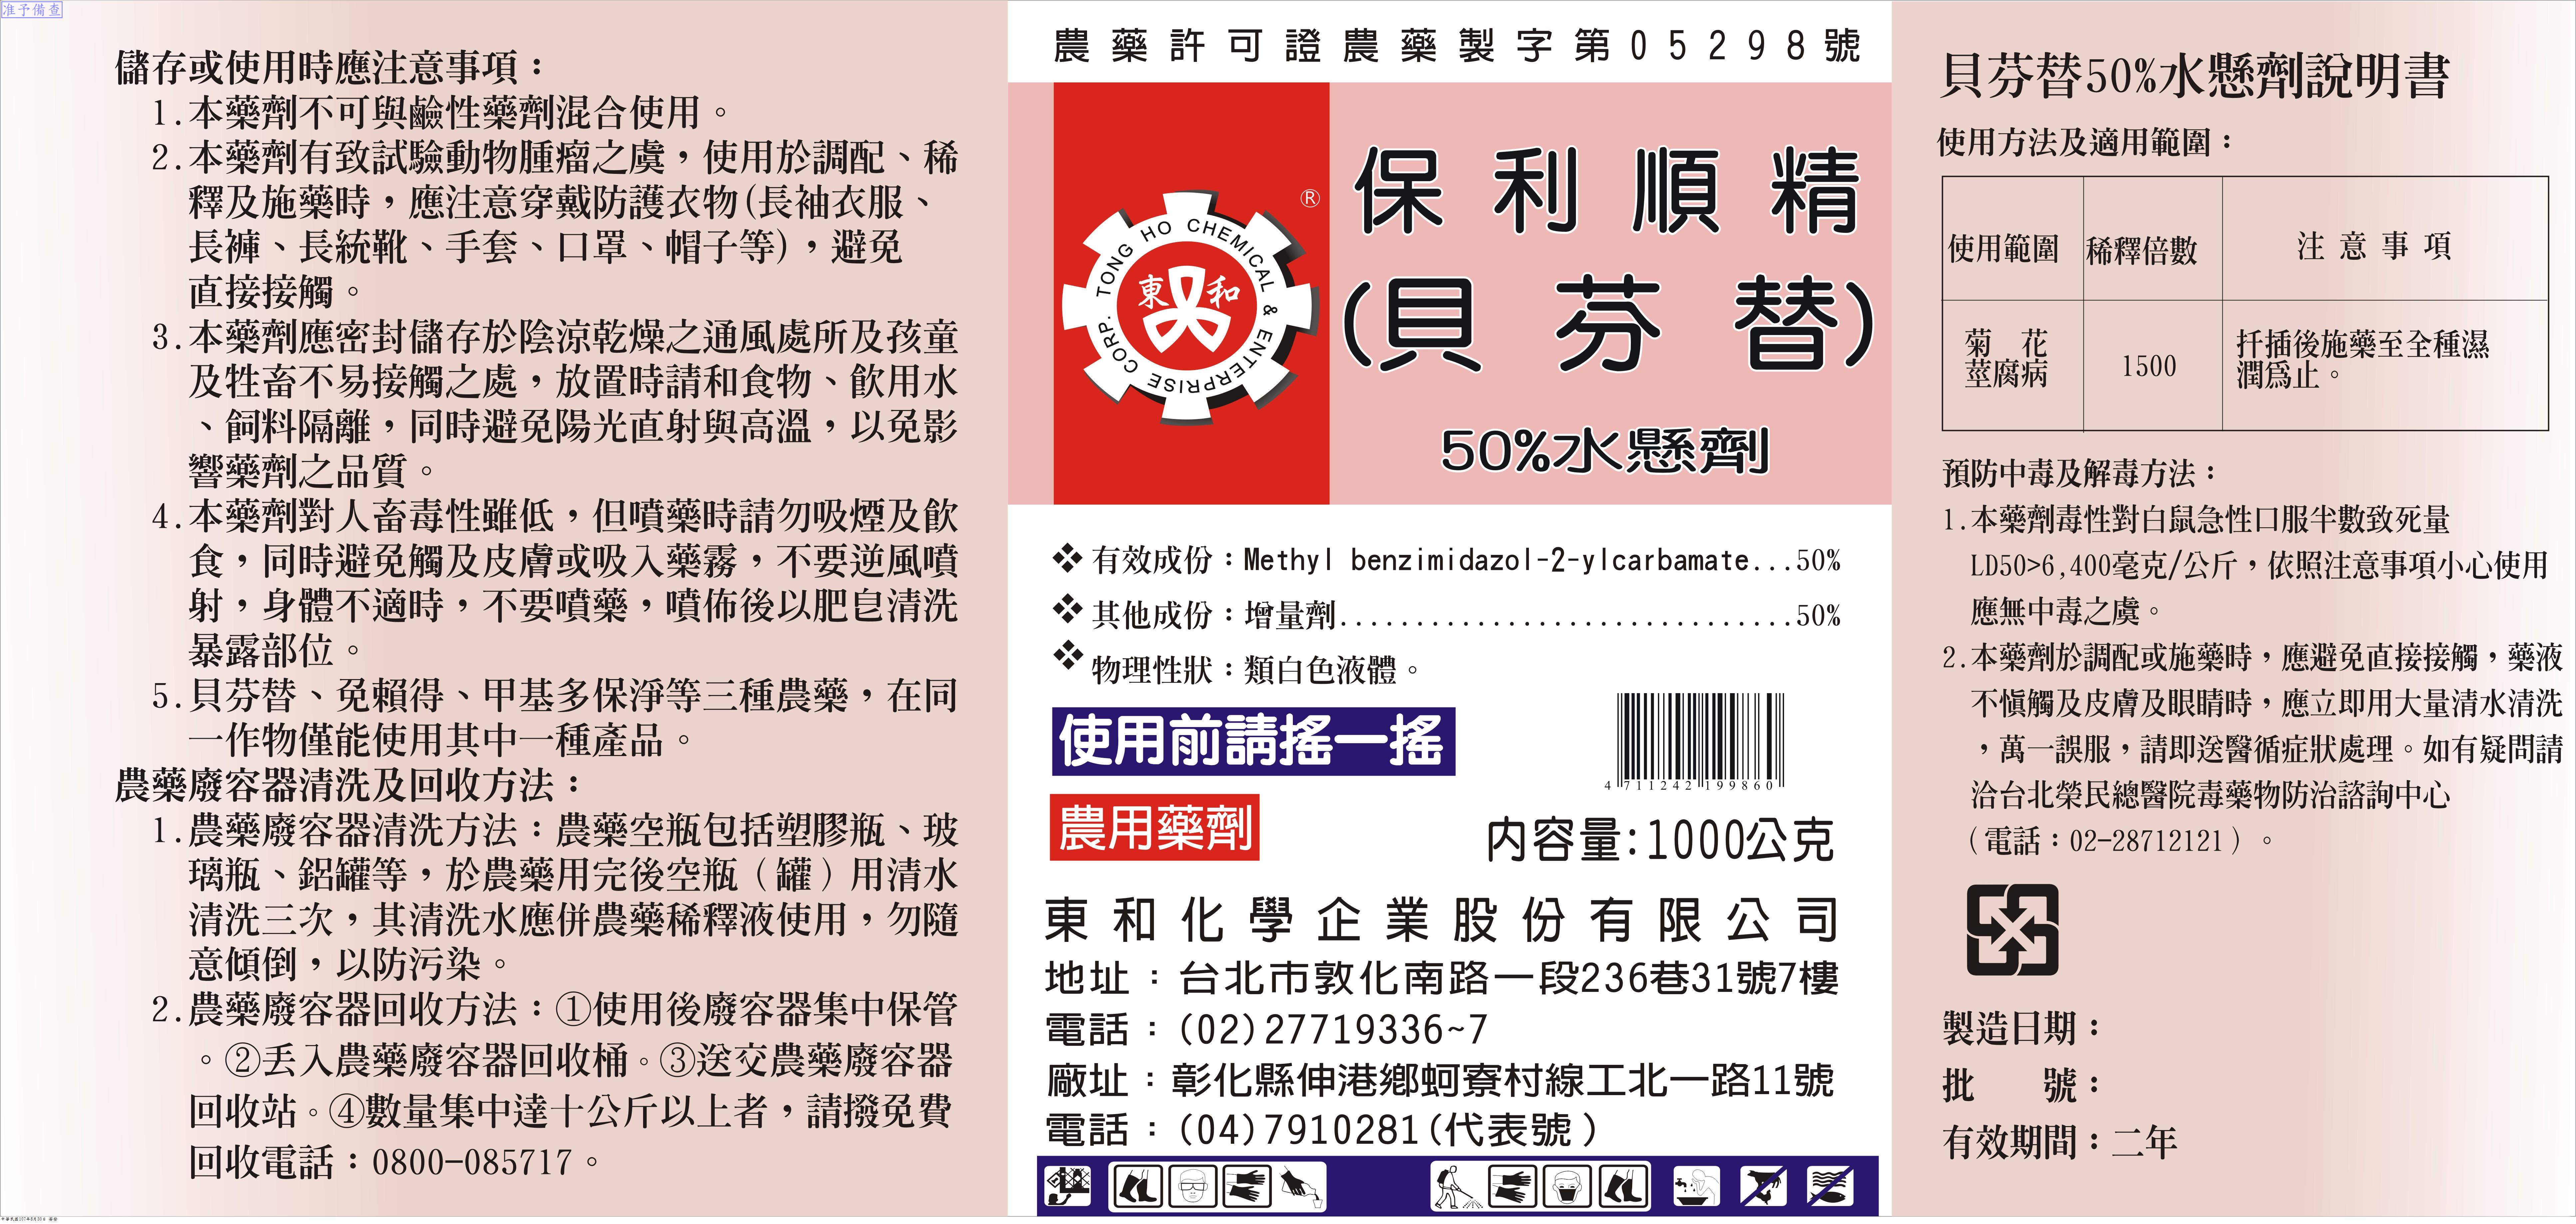 准予備查
儲存或使用時應注意事項：
1.本藥劑不可與鹼性藥劑混合使用。
2.本藥劑有致試驗動物腫瘤之虞，使用於調配、稀
釋及施藥時，應注意穿戴防護衣物(長袖衣服、
長褲、長統靴、手套、口罩、帽子等)，避免
直接接觸。
3.本藥劑應密封儲存於陰涼乾燥之通風處所及孩童
及牲畜不易接觸之處，放置時請和食物、飲用水
、飼料隔離，同時避免陽光直射與高溫，以免影
響藥劑之品質。
4.本藥劑對人畜毒性雖低，但噴藥時請勿吸煙及飲
食，同時避免觸及皮膚或吸入藥霧，不要逆風噴
射，身體不適時，不要噴藥，噴佈後以肥皂清洗
暴露部位。
5.貝芬替、免賴得、甲基多保淨等三種農藥，在同
一作物僅能使用其中一種產品。
農藥廢容器清洗及回收方法：
1.農藥廢容器清洗方法：農藥空瓶包括塑膠瓶、玻
璃瓶、鋁罐等，於農藥用完後空瓶（罐）用清水
清洗三次，其清洗水應併農藥稀釋液使用，勿隨
意傾倒，以防污染。
2.農藥廢容器回收方法：①使用後廢容器集中保管
。②丟入農藥廢容器回收桶。③送交農藥廢容器
回收站。④數量集中達十公斤以上者，請撥免費
回收電話：0800-085717。
農藥許可證農藥製字第05298號
®
TONG HO CHEMICAL & ENTERPRISE CORP.
東和
保利順精
(貝芬替)
50%水懸劑
❖ 有效成份：Methyl benzimidazol-2-ylcarbamate...50%
❖ 其他成份：增量劑..............................50%
❖ 物理性狀：類白色液體。
使用前請搖一搖
4 711242 199860
農用藥劑
內容量:1000公克
東和化學企業股份有限公司
地址：台北市敦化南路一段236巷31號7樓
電話：(02)27719336~7
廠址：彰化縣伸港鄉蚵寮村線工北一路11號
電話：(04)7910281(代表號)
貝芬替50%水懸劑說明書
使用方法及適用範圍：
使用範圍 稀釋倍數 注意事項
菊花
莖腐病 1500 扦插後施藥至全種濕
潤為止。
預防中毒及解毒方法：
1.本藥劑毒性對白鼠急性口服半數致死量
LD50>6,400毫克/公斤，依照注意事項小心使用
應無中毒之虞。
2.本藥劑於調配或施藥時，應避免直接接觸，藥液
不慎觸及皮膚及眼睛時，應立即用大量清水清洗
，萬一誤服，請即送醫循症狀處理。如有疑問請
洽台北榮民總醫院毒藥物防治諮詢中心
（電話：02-28712121）。
製造日期：
批　　號：
有效期間：二年